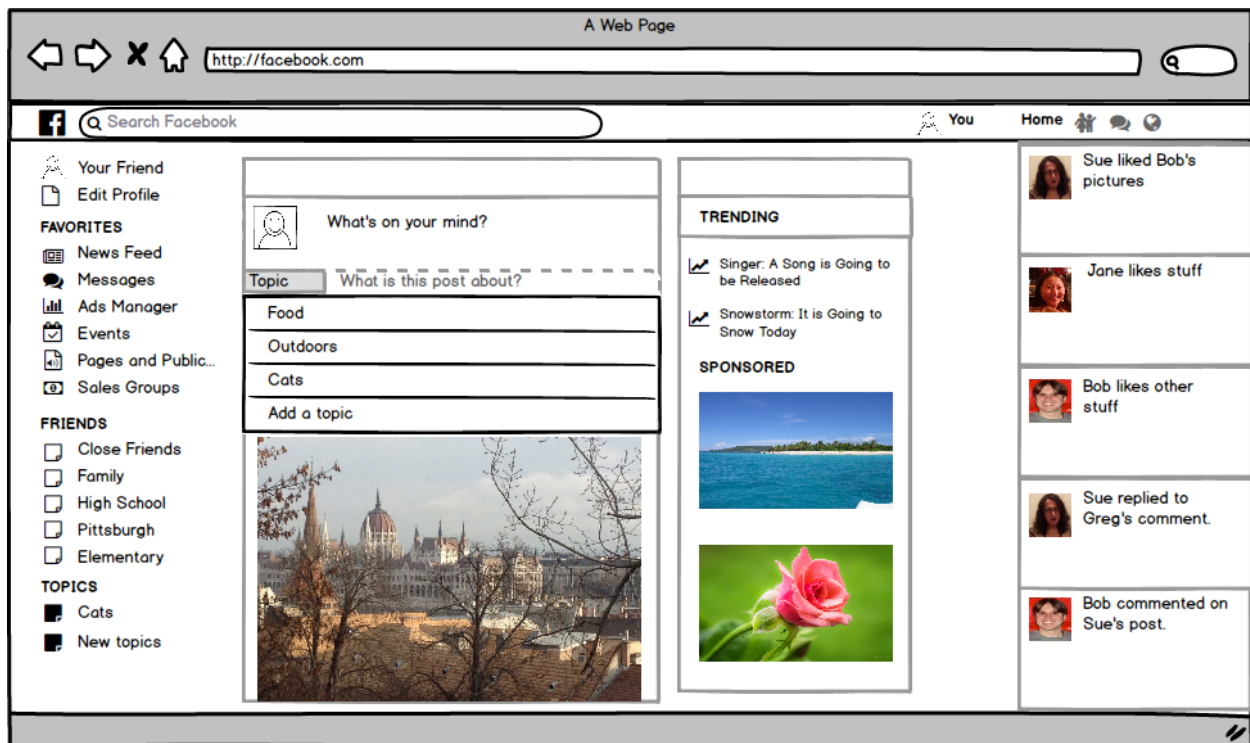 A Web Page
http://facebook.com
Search Facebook
You
Home
Your Friend
Edit Profile
FAVORITES
News Feed
Messages
Ads Manager
Events
Pages and Public...
Sales Groups
FRIENDS
Close Friends
Family
High School
Pittsburgh
Elementary
TOPICS
Cats
New topics
What's on your mind?
Topic
What is this post about?
Food
Outdoors
Cats
Add a topic
TRENDING
Singer: A Song is Going to
be Released
Snowstorm: It is Going to
Snow Today
SPONSORED
Sue liked Bob's
pictures
Jane likes stuff
Bob likes other
stuff
Sue replied to
Greg's comment.
Bob commented on
Sue's post.